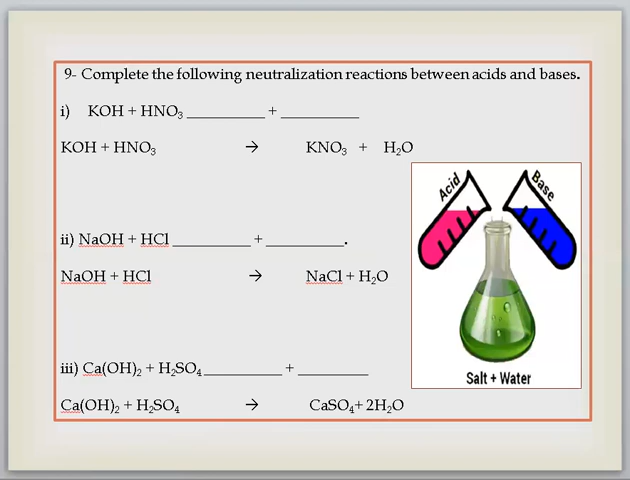 9- Complete the following neutralization reactions between acids and bases.
i) KOH + HNO₃ __________ + __________
KOH + HNO₃ → KNO₃ + H₂O
Acid
Base
ii) NaOH + HCl __________ + __________.
NaOH + HCl → NaCl + H₂O
iii) Ca(OH)₂ + H₂SO₄ __________ + _________
Salt + Water
Ca(OH)₂ + H₂SO₄ → CaSO₄+ 2H₂O